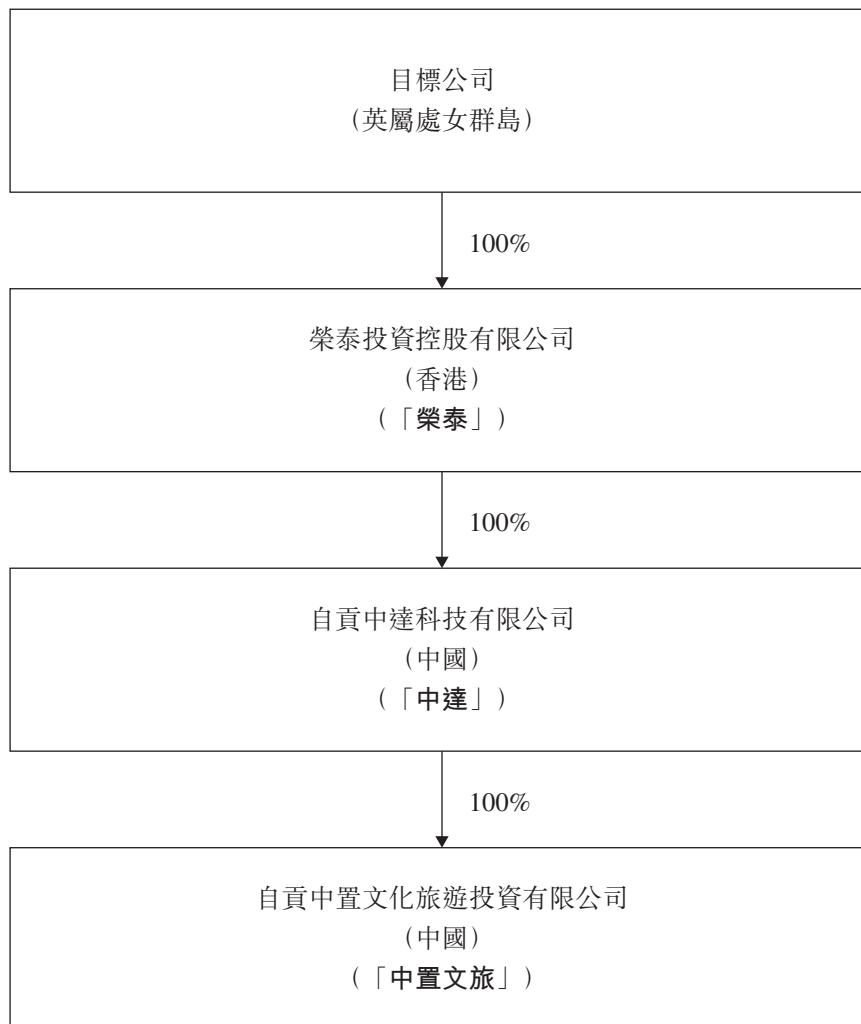 目標公司
(英屬處女群島)
100%
榮泰投資控股有限公司
(香港)
(「榮泰」)
100%
自貢中達科技有限公司
(中國)
(「中達」)
100%
自貢中置文化旅遊投資有限公司
(中國)
(「中置文旅」)